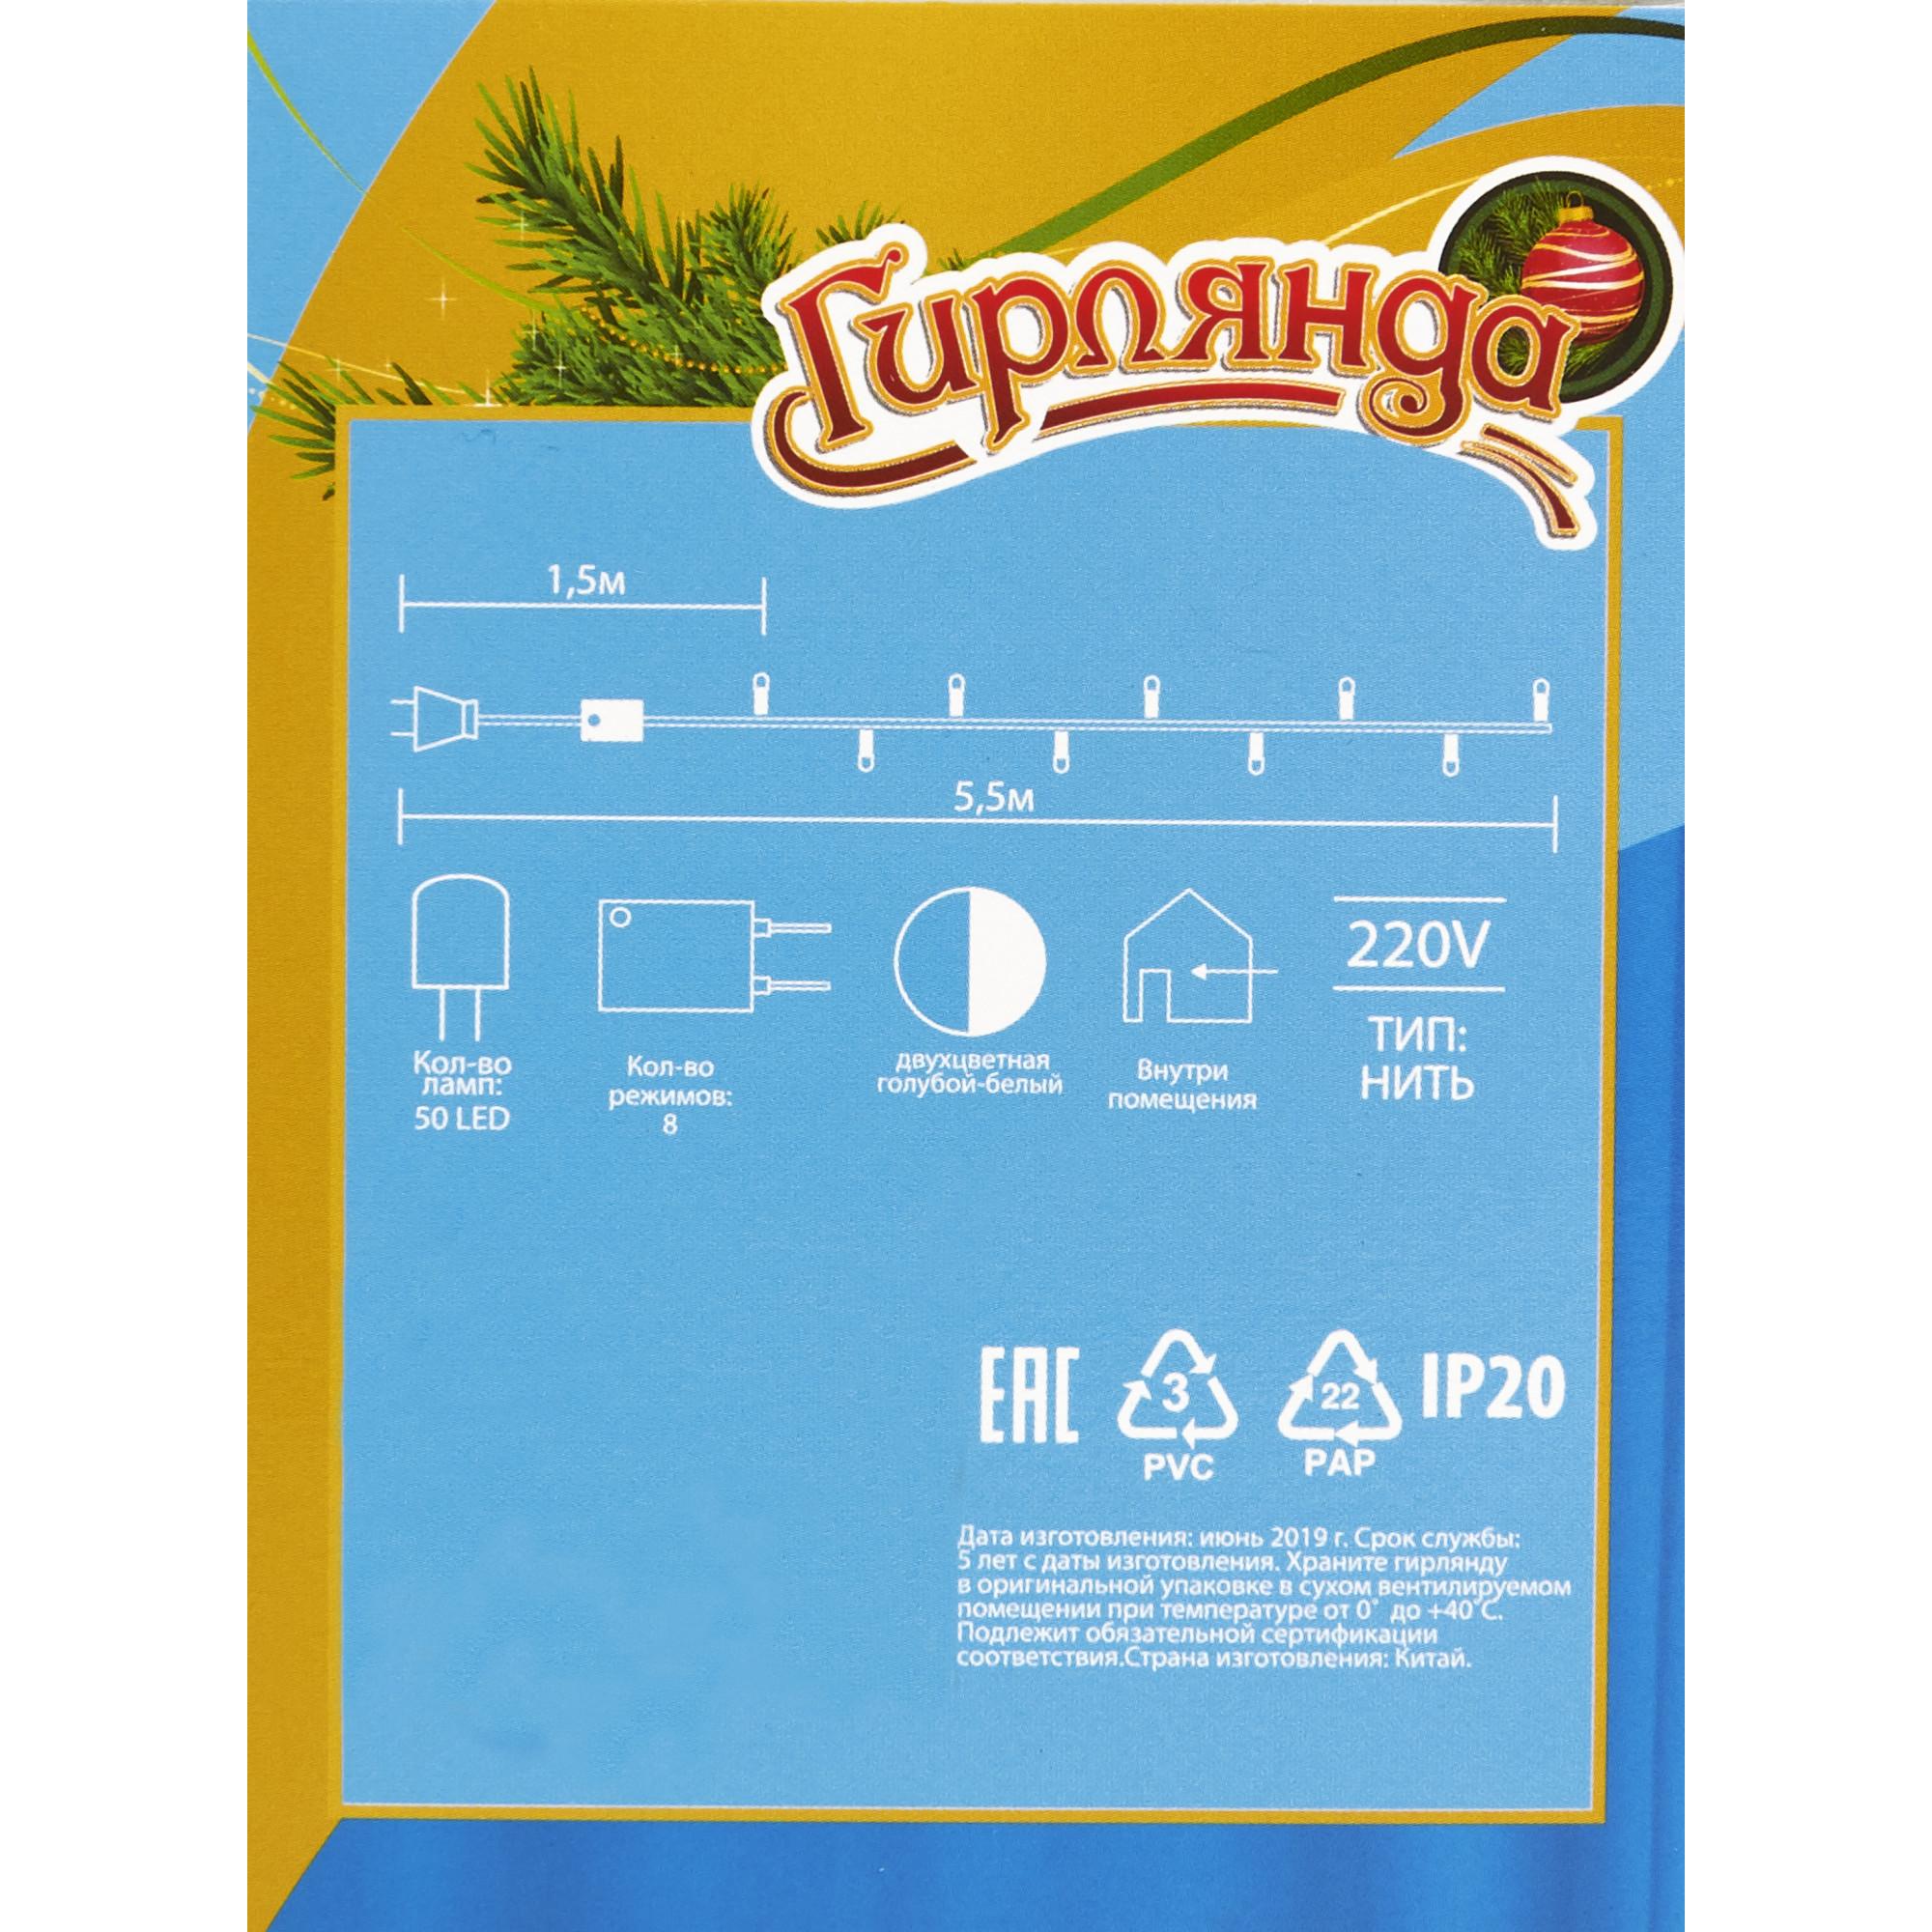 Гирлянда
1,5м
5,5м
Кол-во
ламп:
50 LED
Кол-во
режимов:
8
двухцветная
голубой-белый
Внутри
помещения
220V
ТИП:
НИТЬ
EAC
3
PVC
22
PAP
IP20
Дата изготовления: июнь 2019 г. Срок службы:
5 лет с даты изготовления. Храните гирлянду
в оригинальной упаковке в сухом вентилируемом
помещении при температуре от 0˚ до +40˚С.
Подлежит обязательной сертификации
соответствия.Страна изготовления: Китай.